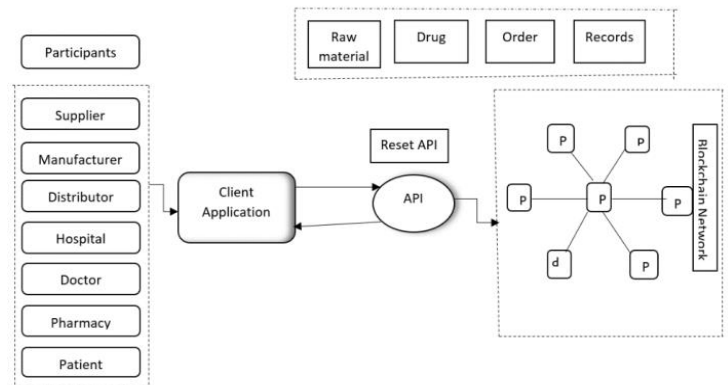 Participants
Supplier
Manufacturer
Distributor
Hospital
Doctor
Pharmacy
Patient
Client
Application
Reset API
API
Raw
material
Drug
Order
Records
P
P
P
P
P
d
P
Blockchain Network